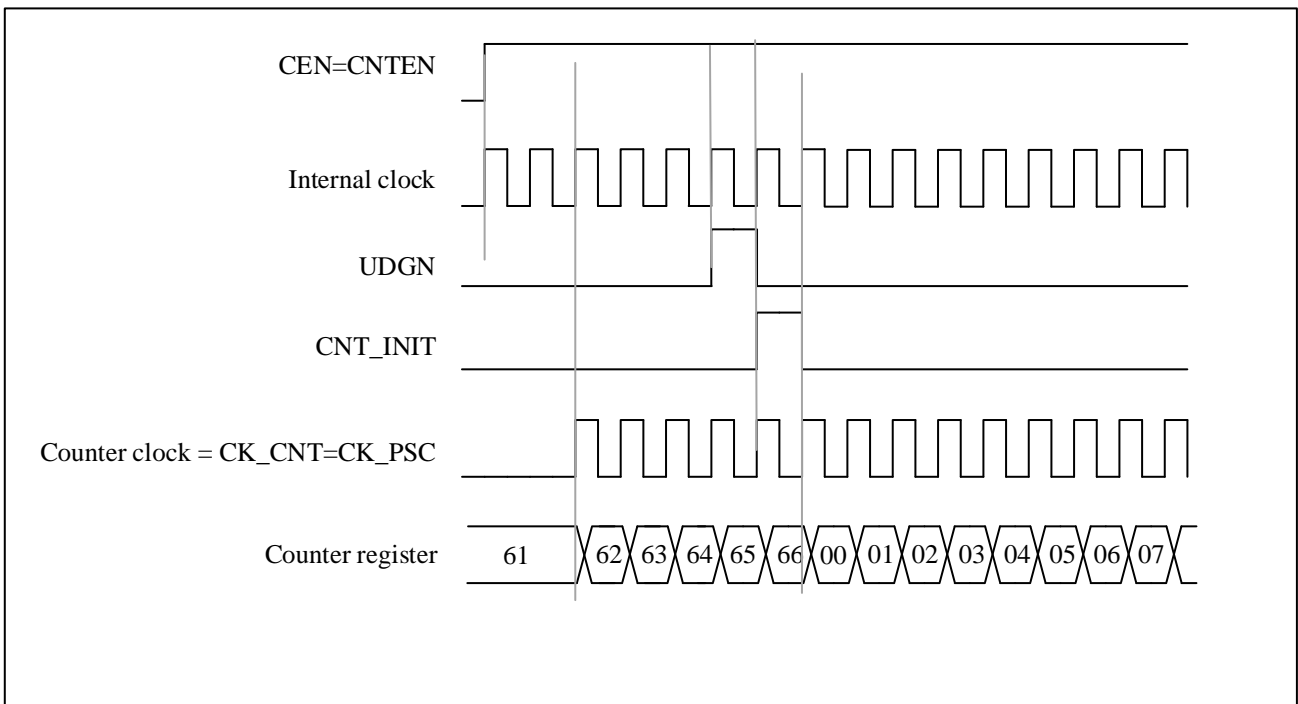 CEN=CNTEN
Internal clock
UDGN
CNT_INIT
Counter clock = CK_CNT=CK_PSC
Counter register 61 62 63 64 65 66 00 01 02 03 04 05 06 07